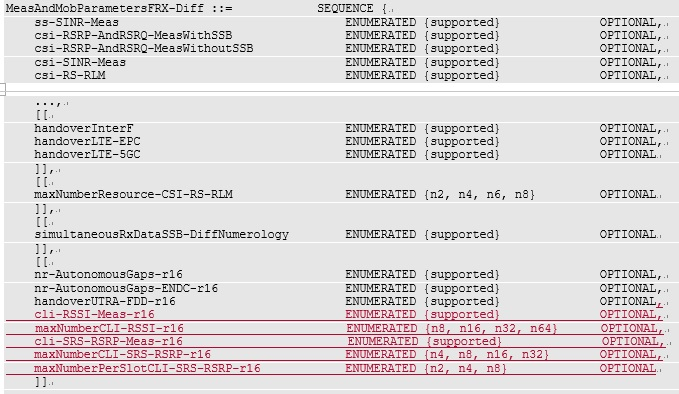 MeasAndMobParametersFRX-Diff ::= SEQUENCE {
ss-SINR-Meas ENUMERATED {supported} OPTIONAL,
csi-RSRP-AndRSRQ-MeasWithSSB ENUMERATED {supported} OPTIONAL,
csi-RSRP-AndRSRQ-MeasWithoutSSB ENUMERATED {supported} OPTIONAL,
csi-SINR-Meas ENUMERATED {supported} OPTIONAL,
csi-RS-RLM ENUMERATED {supported} OPTIONAL,
...,
[[
handoverInterF ENUMERATED {supported} OPTIONAL,
handoverLTE-EPC ENUMERATED {supported} OPTIONAL,
handoverLTE-5GC ENUMERATED {supported} OPTIONAL
]],
[[
maxNumberResource-CSI-RS-RLM ENUMERATED {n2, n4, n6, n8} OPTIONAL
]],
[[
simultaneousRxDataSSB-DiffNumerology ENUMERATED {supported} OPTIONAL
]],
[[
nr-AutonomousGaps-r16 ENUMERATED {supported} OPTIONAL,
nr-AutonomousGaps-ENDC-r16 ENUMERATED {supported} OPTIONAL,
handoverUTRA-FDD-r16 ENUMERATED {supported} OPTIONAL,
cli-RSSI-Meas-r16 ENUMERATED {supported} OPTIONAL,
maxNumberCLI-RSSI-r16 ENUMERATED {n8, n16, n32, n64} OPTIONAL,
cli-SRS-RSRP-Meas-r16 ENUMERATED {supported} OPTIONAL,
maxNumberCLI-SRS-RSRP-r16 ENUMERATED {n4, n8, n16, n32} OPTIONAL,
maxNumberPerSlotCLI-SRS-RSRP-r16 ENUMERATED {n2, n4, n8} OPTIONAL
]]